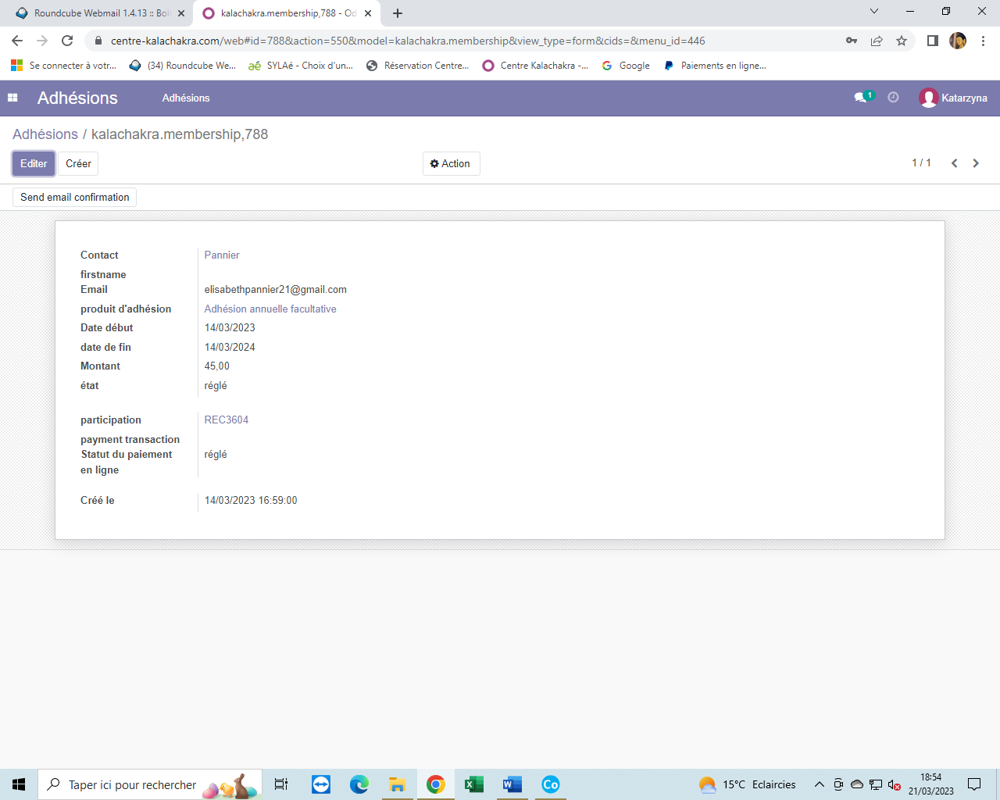 Roundcube Webmail 1.4.13 :: Boî
kalachakra.membership,788 - Od
centre-kalachakra.com/web#id=788&action=550&model=kalachakra.membership&view_type=form&cids=&menu_id=446
Se connecter à votr...
(34) Roundcube We...
SYLAé - Choix d'un...
Réservation Centre...
Centre Kalachakra -...
Google
Paiements en ligne...
Adhésions
Adhésions
1
Katarzyna
Adhésions / kalachakra.membership,788
Editer
Créer
Action
1 / 1
Send email confirmation
Contact Pannier
firstname
Email elisabethpannier21@gmail.com
produit d'adhésion Adhésion annuelle facultative
Date début 14/03/2023
date de fin 14/03/2024
Montant 45,00
état réglé
participation REC3604
payment transaction
Statut du paiement réglé
en ligne
Créé le 14/03/2023 16:59:00
Taper ici pour rechercher
15°C Eclaircies
18:54
21/03/2023